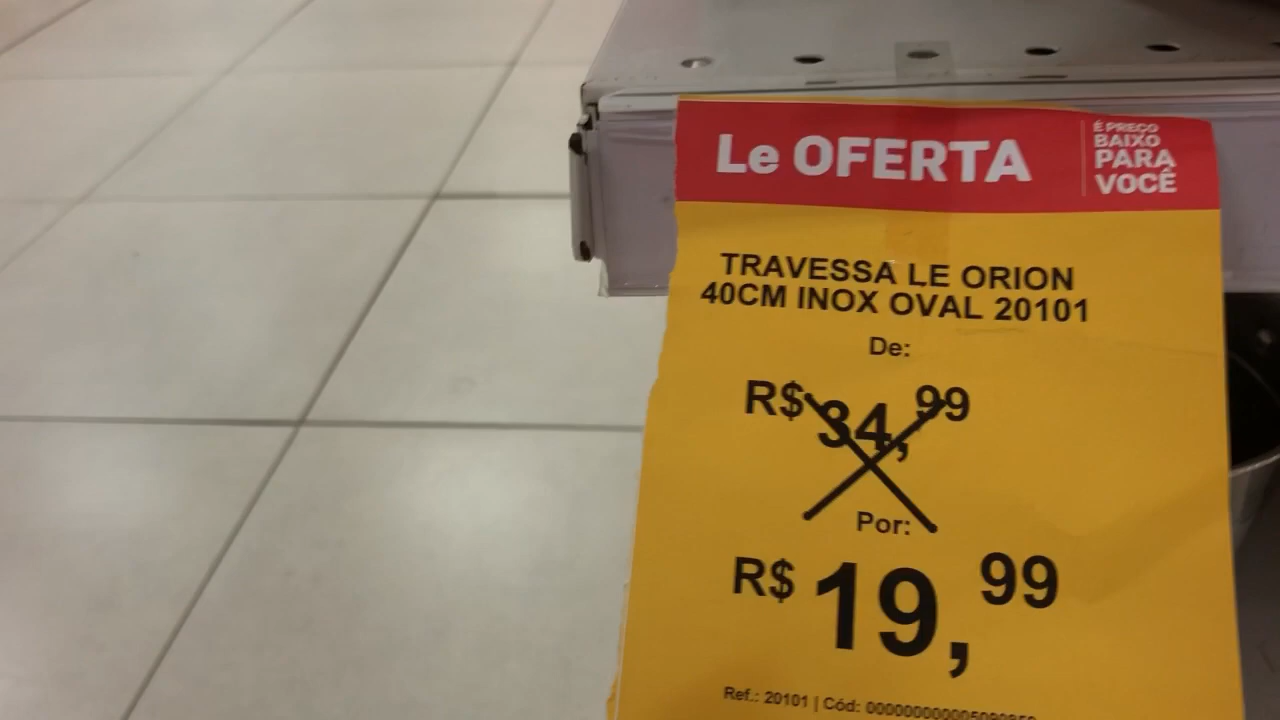 Le OFERTA
É PREÇO
BAIXO
PARA
VOCÊ
TRAVESSA LE ORION
40CM INOX OVAL 20101
De:
R$ 34,99
Por:
R$ 19,99
Ref.: 20101 | Cód: